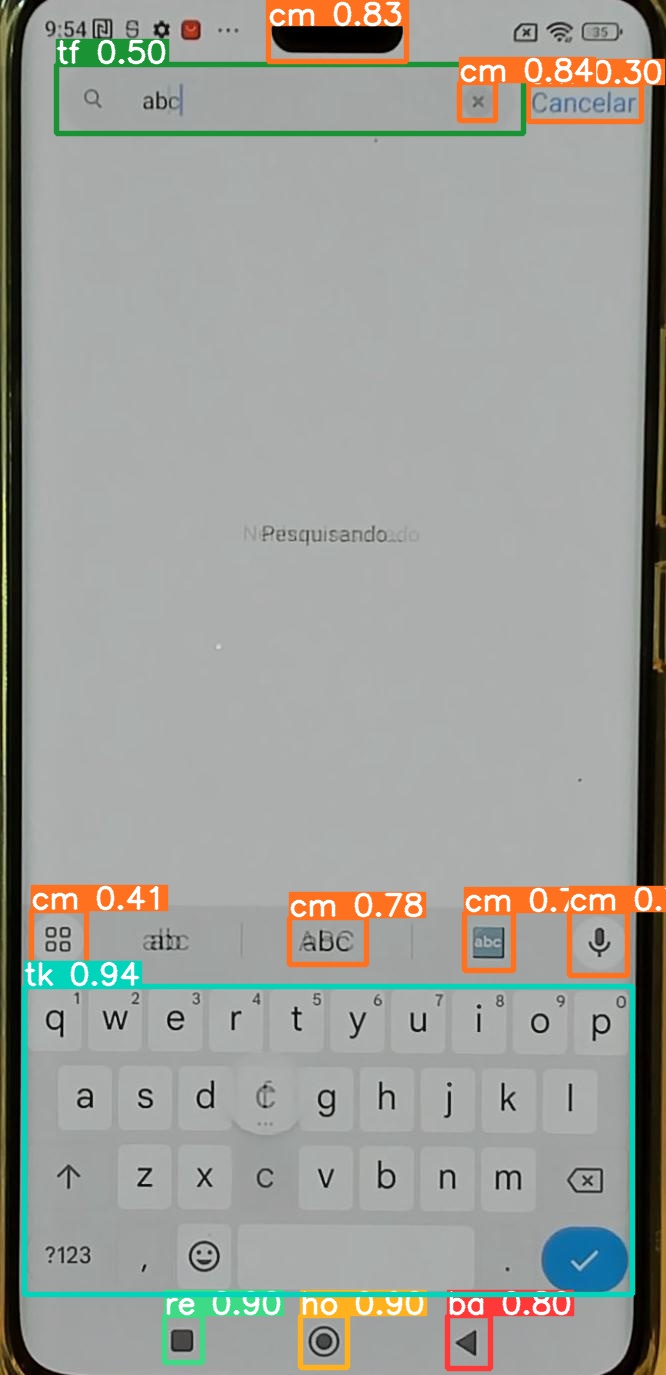 9:54 35
cm 0.83
tf 0.50
cm 0.84 0.30
abc Cancelar
Pesquisando...
cm 0.41 cm 0.78 cm 0.7 cm 0.
abc abc
tk 0.94
1 2 3 4 5 6 7 8 9 0
q w e r t y u i o p
a s d g h j k l
z x c v b n m
?123 , .
re 0.90 ho 0.90 ba 0.80